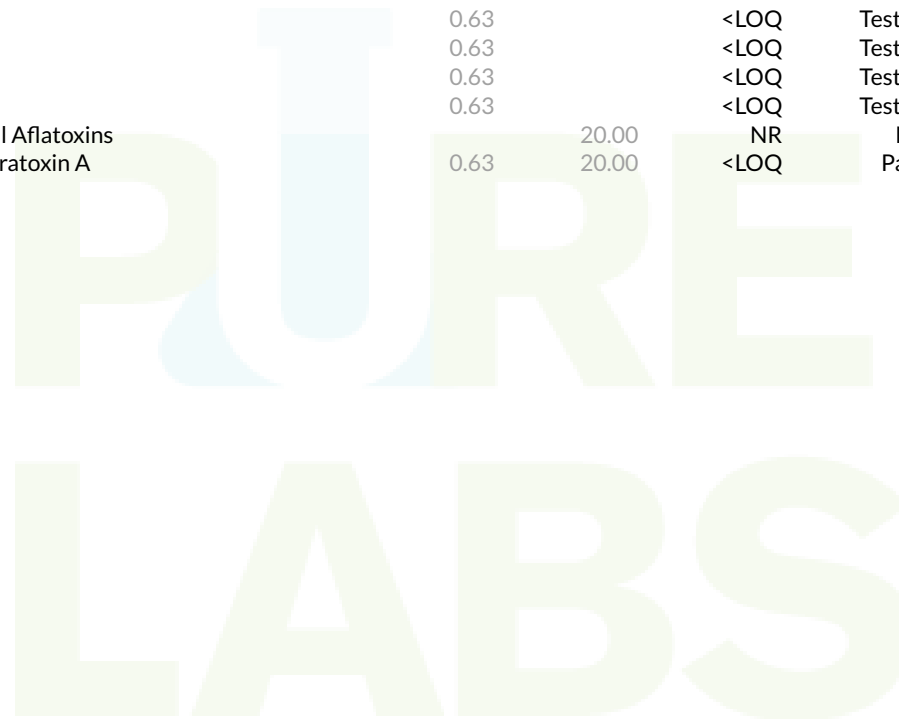 0.63 <LOQ Test
0.63 <LOQ Test
0.63 <LOQ Test
0.63 <LOQ Test
l Aflatoxins 20.00 NR
ratoxin A 0.63 20.00 <LOQ Pa
PURE
LABS